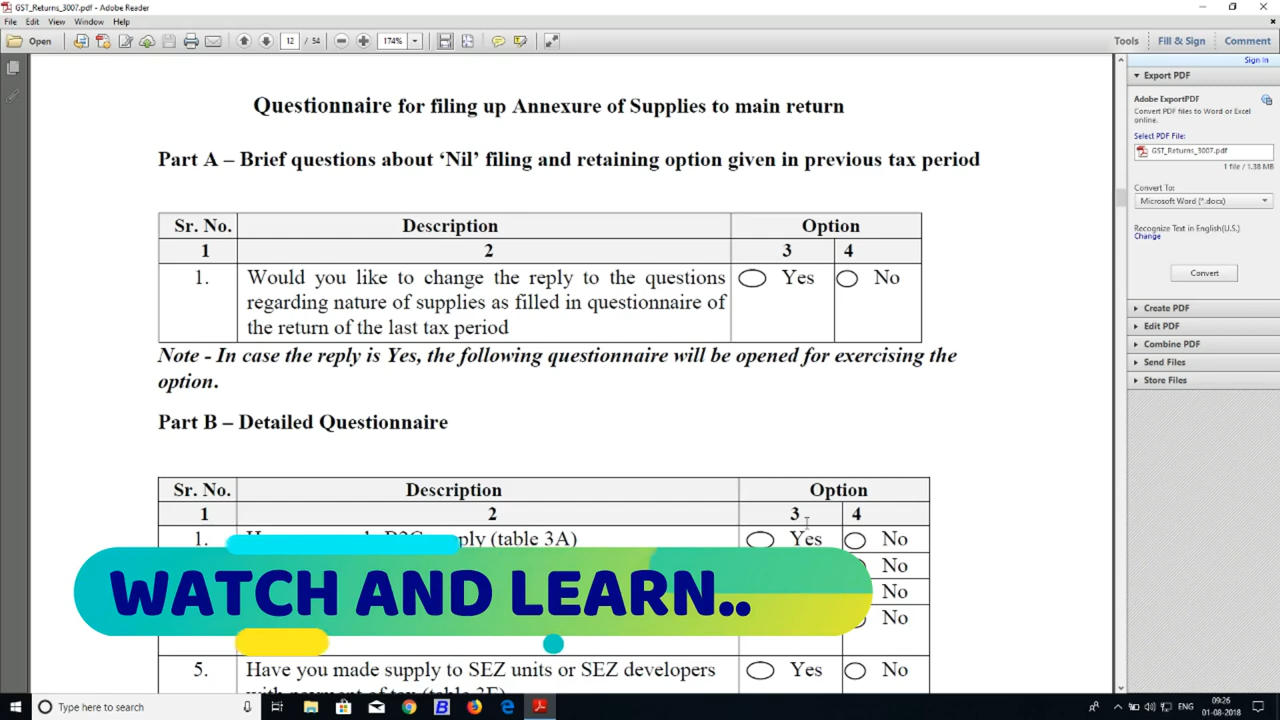 GST_Returns_3007.pdf - Adobe Reader
File Edit View Window Help
Open 12 / 54 174% Tools Fill & Sign Comment
Sign In
Export PDF
Adobe ExportPDF
Convert PDF files to Word or Excel
online.
Select PDF File:
GST_Returns_3007.pdf
1 file / 1.38 MB
Convert To:
Microsoft Word (*.docx)
Recognize Text in English(U.S.)
Change
Convert
Create PDF
Edit PDF
Combine PDF
Send Files
Store Files
Questionnaire for filing up Annexure of Supplies to main return
Part A – Brief questions about ‘Nil’ filing and retaining option given in previous tax period
Sr. No. Description Option
1 2 3 4
1. Would you like to change the reply to the questions Yes No
regarding nature of supplies as filled in questionnaire of
the return of the last tax period
Note - In case the reply is Yes, the following questionnaire will be opened for exercising the
option.
Part B – Detailed Questionnaire
Sr. No. Description Option
1 2 3 4
1. (table 3A) Yes No
No
No
No
WATCH AND LEARN..
5. Have you made supply to SEZ units or SEZ developers Yes No
Type here to search
ENG
09:26
01-08-2018